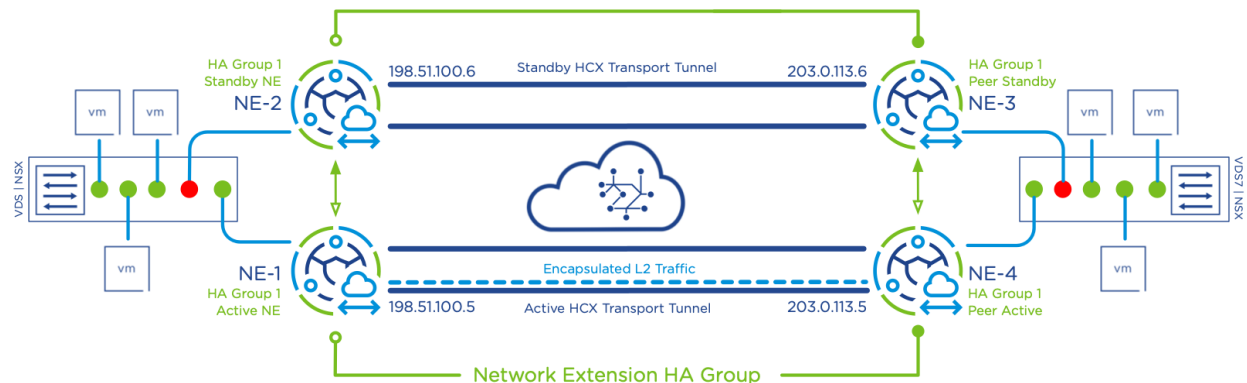 HA Group 1
Standby NE
NE-2
198.51.100.6
Standby HCX Transport Tunnel
203.0.113.6
HA Group 1
Peer Standby
NE-3
vm
vm
vm
vm
VDS | NSX
VDS7 | NSX
vm
vm
NE-1
HA Group 1
Active NE
Encapsulated L2 Traffic
198.51.100.5
Active HCX Transport Tunnel
203.0.113.5
NE-4
HA Group 1
Peer Active
Network Extension HA Group